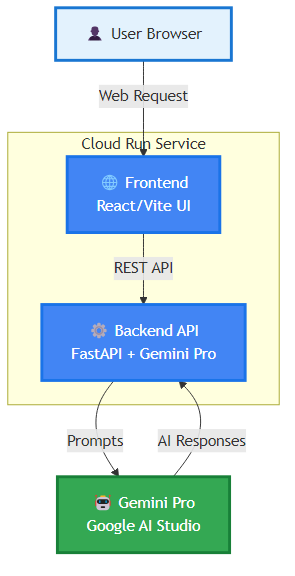 User Browser
Web Request
Cloud Run Service
Frontend
React/Vite UI
REST API
Backend API
FastAPI + Gemini Pro
Prompts
AI Responses
Gemini Pro
Google AI Studio